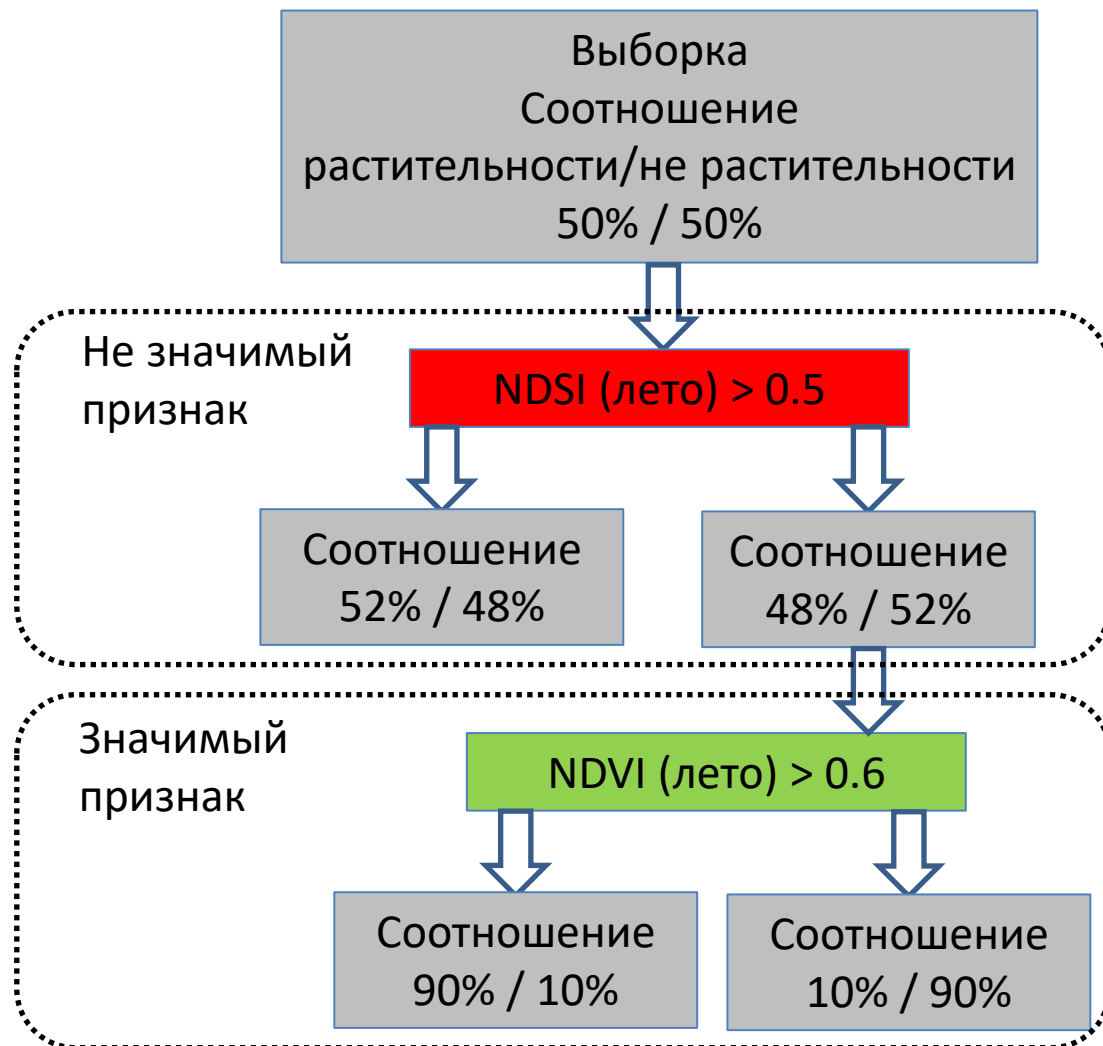 Выборка
Соотношение
растительности/не растительности
50% / 50%
Не значимый
признак
NDSI (лето) > 0.5
Соотношение
52% / 48%
Соотношение
48% / 52%
Значимый
признак
NDVI (лето) > 0.6
Соотношение
90% / 10%
Соотношение
10% / 90%